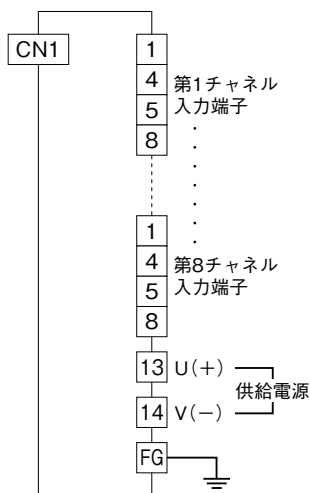 CN1
1
4
5
8
第1チャネル
入力端子
1
4
5
8
第8チャネル
入力端子
13 U(+)
供給電源
14 V(−)
FG